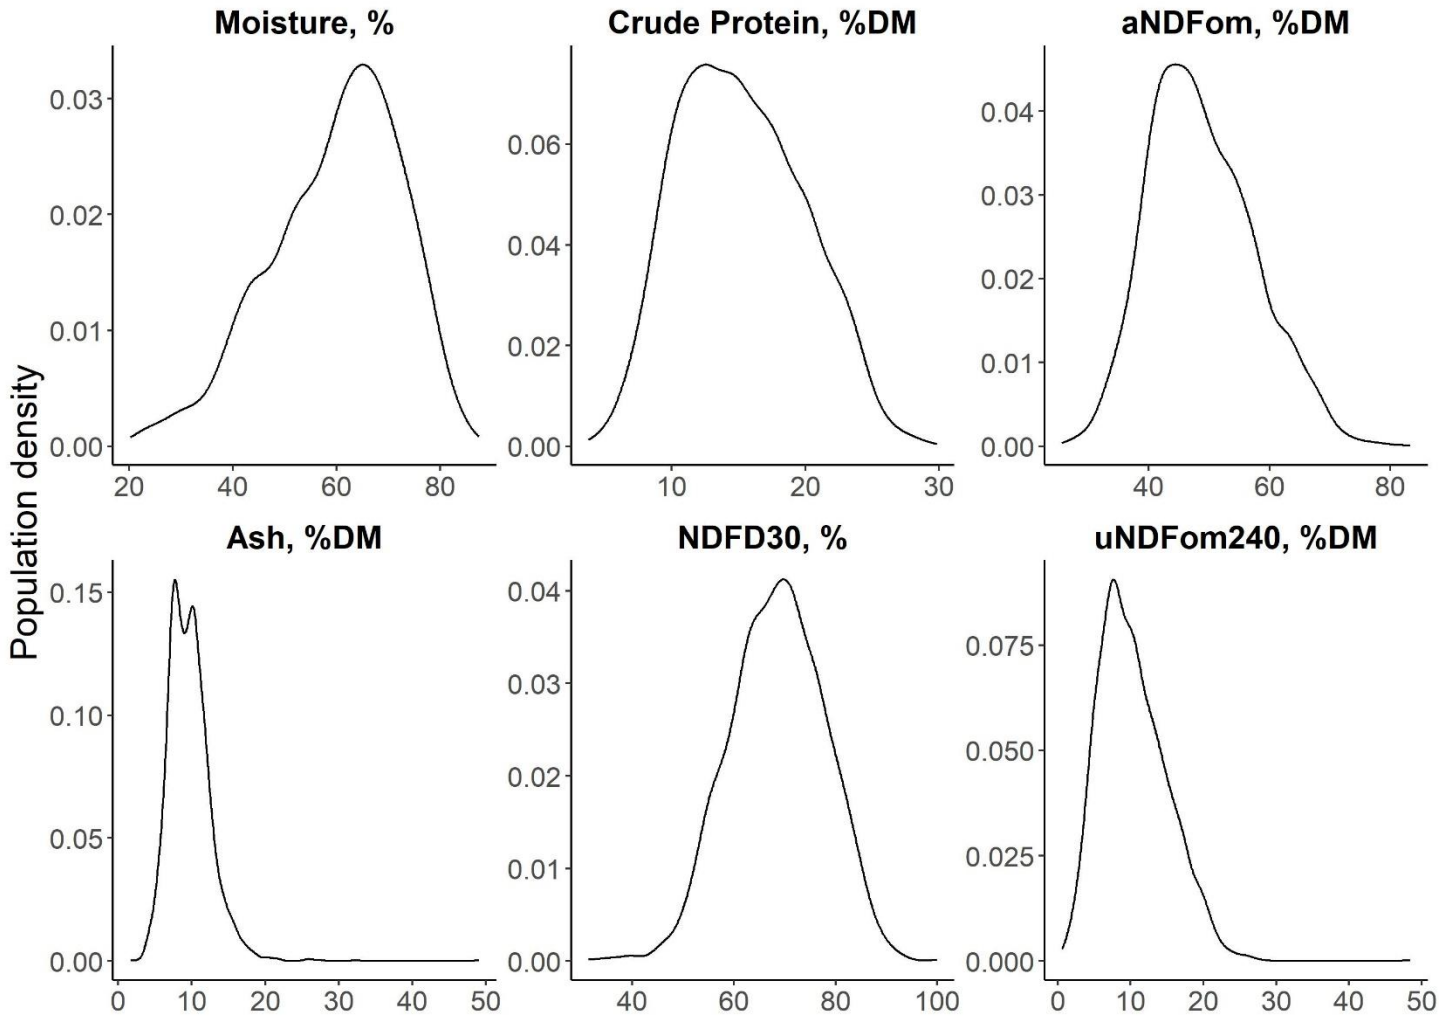 Moisture, %
Crude Protein, %DM
aNDFom, %DM
0.03
0.02
0.01
0.00
20 40 60 80
0.06
0.04
0.02
0.00
10 20 30
0.04
0.03
0.02
0.01
0.00
40 60 80
Population density
Ash, %DM
NDFD30, %
uNDFom240, %DM
0.15
0.10
0.05
0.00
0 10 20 30 40 50
0.04
0.03
0.02
0.01
0.00
40 60 80 100
0.075
0.050
0.025
0.000
0 10 20 30 40 50